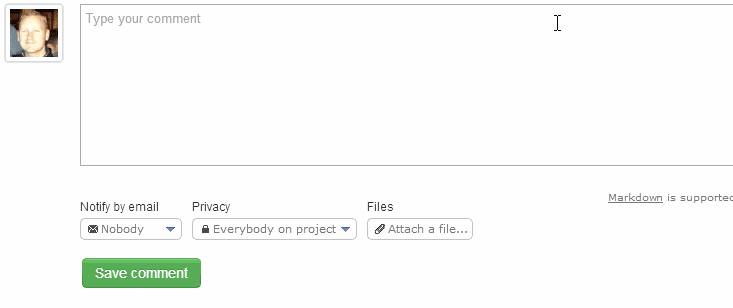 Type your comment
Markdown is supported
Notify by email Privacy Files
Nobody Everybody on project Attach a file...
Save comment